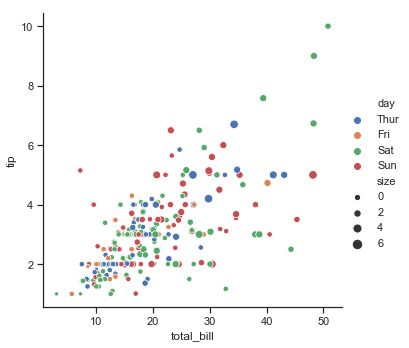 10
8
6
4
2
tip
10
20
30
40
50
total_bill
day
Thur
Fri
Sat
Sun
size
0
2
4
6